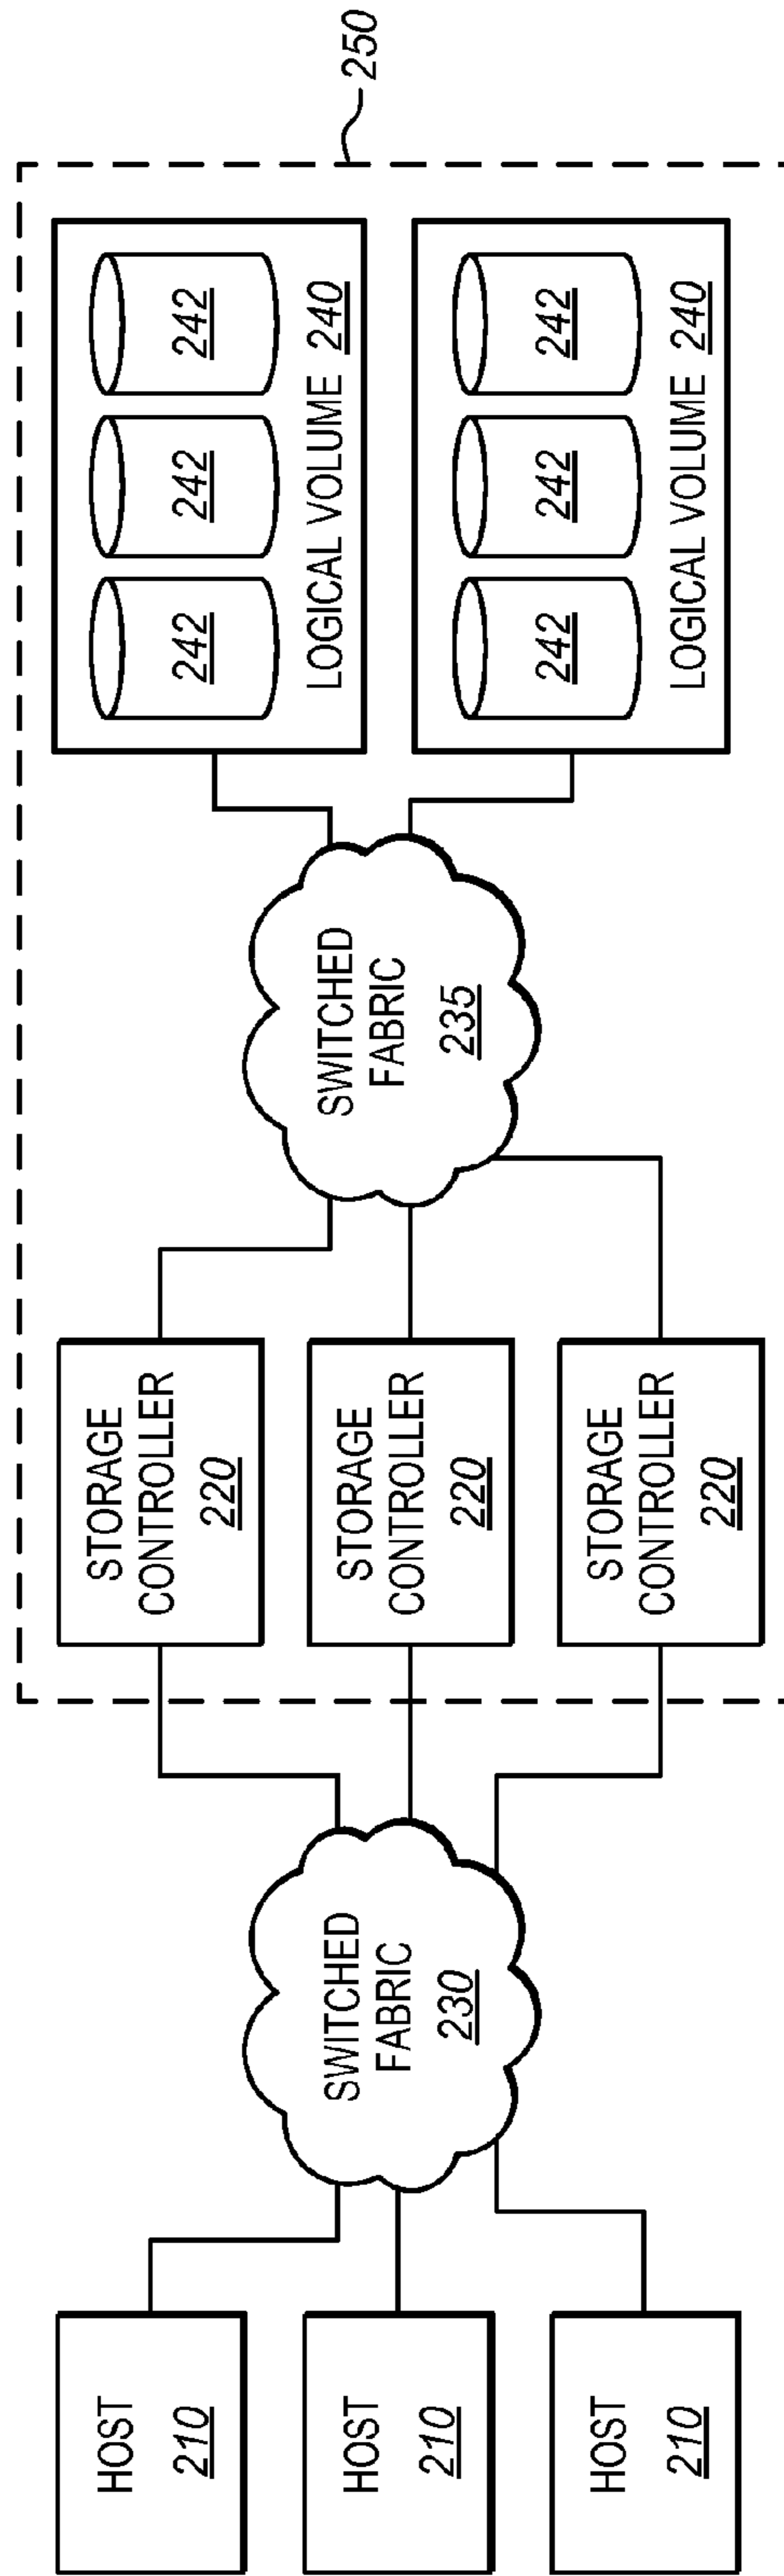 HOST
210
HOST
210
HOST
210
SWITCHED
FABRIC
230
STORAGE
CONTROLLER
220
STORAGE
CONTROLLER
220
STORAGE
CONTROLLER
220
SWITCHED
FABRIC
235
242 242 242
LOGICAL VOLUME 240
242 242 242
LOGICAL VOLUME 240
250